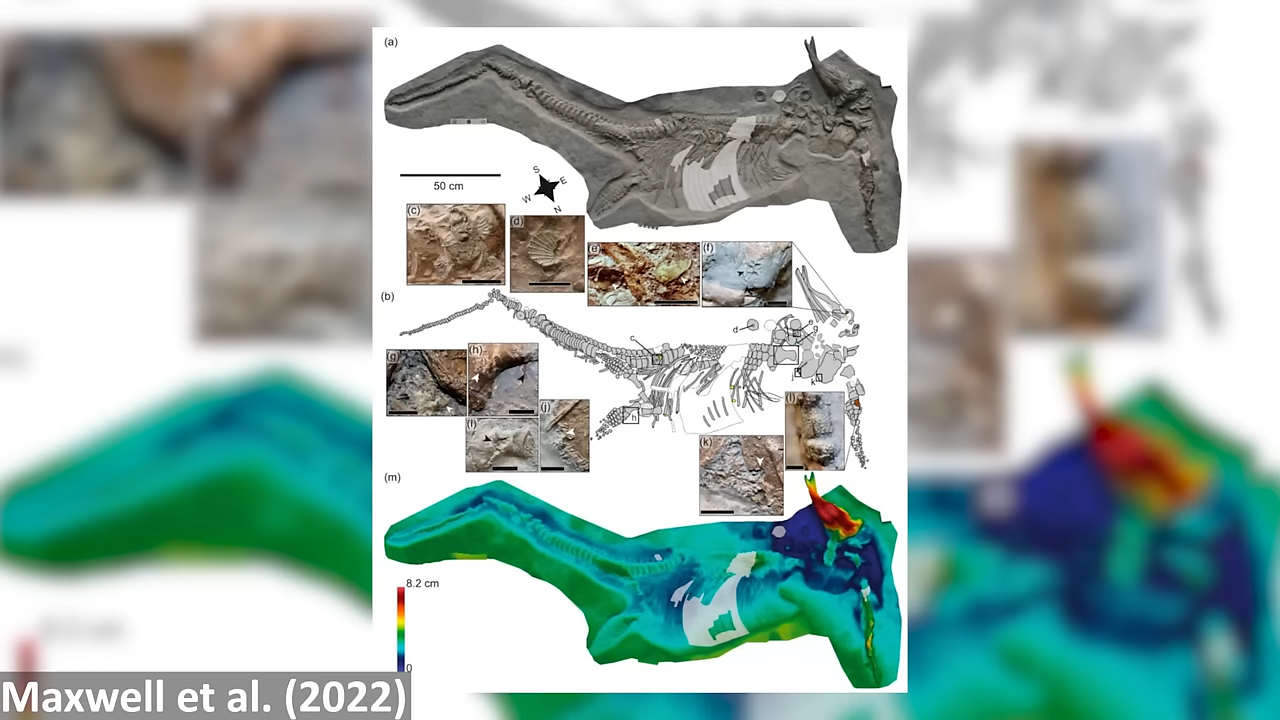 (a)
50 cm
S
E
W
N
(c)
(d)
(e)
(f)
(b)
c
d
e
g
(g)
(h)
j
k
(i)
(j)
h
(l)
(k)
(m)
8.2 cm
0
Maxwell et al. (2022)